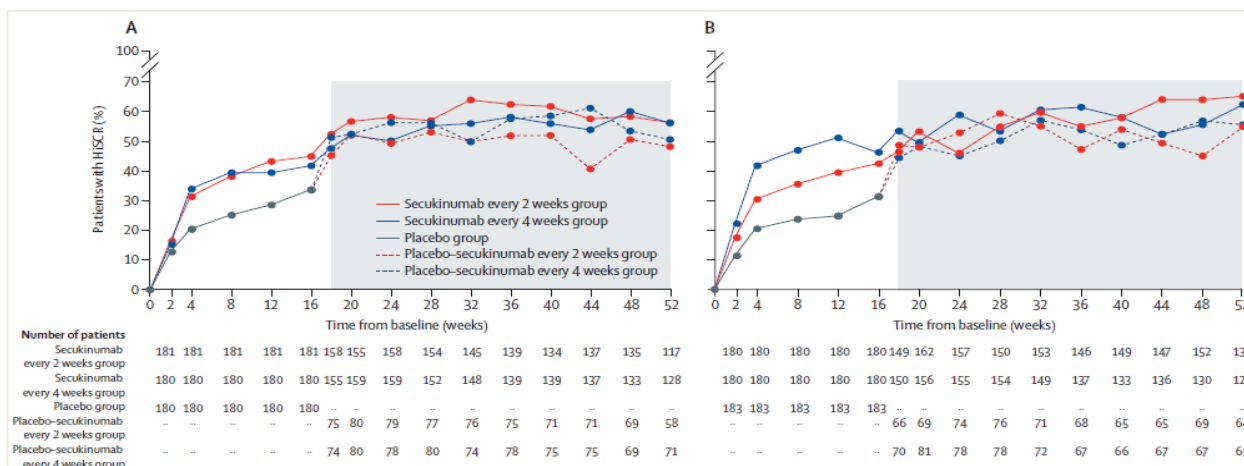 A
B
100
70
60
50
40
30
20
10
0
Patients with HISCR (%)
Secukinumab every 2 weeks group
Secukinumab every 4 weeks group
Placebo group
Placebo–secukinumab every 2 weeks group
Placebo–secukinumab every 4 weeks group
0 2 4 8 12 16 20 24 28 32 36 40 44 48 52
0 2 4 8 12 16 20 24 28 32 36 40 44 48
Time from baseline (weeks)
Time from baseline (weeks)
Number of patients
Secukinumab
every 2 weeks group
181 181 181 181 181 158 155 158 154 145 139 134 137 135 117
180 180 180 180 180 149 162 157 150 153 146 149 147 152
Secukinumab
every 4 weeks group
180 180 180 180 180 155 159 159 152 148 139 139 137 133 128
180 180 180 180 180 150 156 155 154 149 137 133 136 130
Placebo group
180 180 180 180 180 .. .. .. .. .. .. .. .. .. ..
183 183 183 183 183 .. .. .. .. .. .. .. .. .. ..
Placebo–secukinumab
every 2 weeks group
.. .. .. .. .. 75 80 79 77 76 75 71 71 69 58
.. .. .. .. .. 66 69 74 76 71 68 65 65 69
Placebo–secukinumab
every 4 weeks group
.. .. .. .. .. 74 80 78 80 74 78 75 75 69 71
.. .. .. .. .. 70 81 78 78 72 67 66 67 67